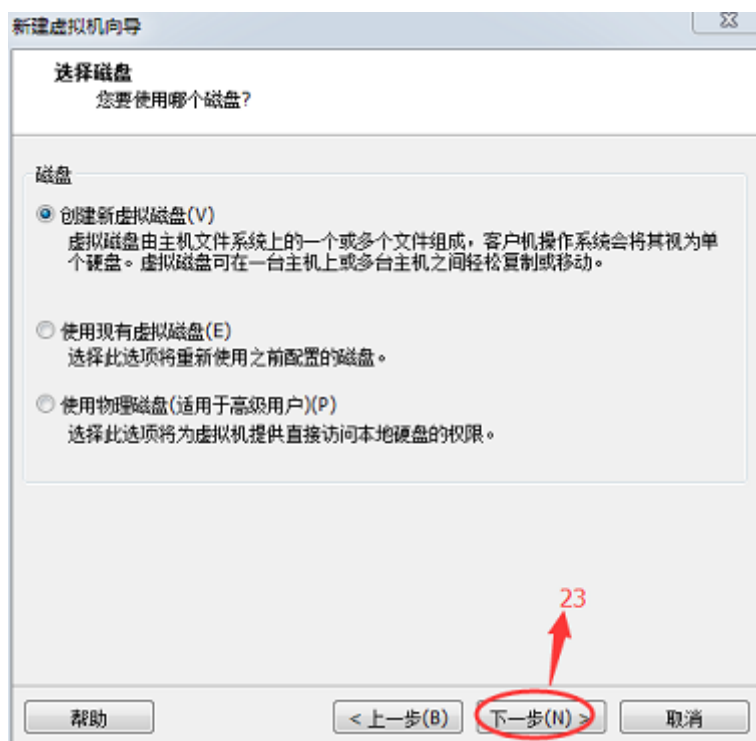 新建虚拟机向导
选择磁盘
您要使用哪个磁盘?
磁盘
创建新虚拟磁盘(V)
虚拟磁盘由主机文件系统上的一个或多个文件组成，客户机操作系统会将其视为单
个硬盘。虚拟磁盘可在一台主机上或多台主机之间轻松复制或移动。
使用现有虚拟磁盘(E)
选择此选项将重新使用之前配置的磁盘。
使用物理磁盘(适用于高级用户)(P)
选择此选项将为虚拟机提供直接访问本地硬盘的权限。
23
帮助 < 上一步(B) 下一步(N) > 取消